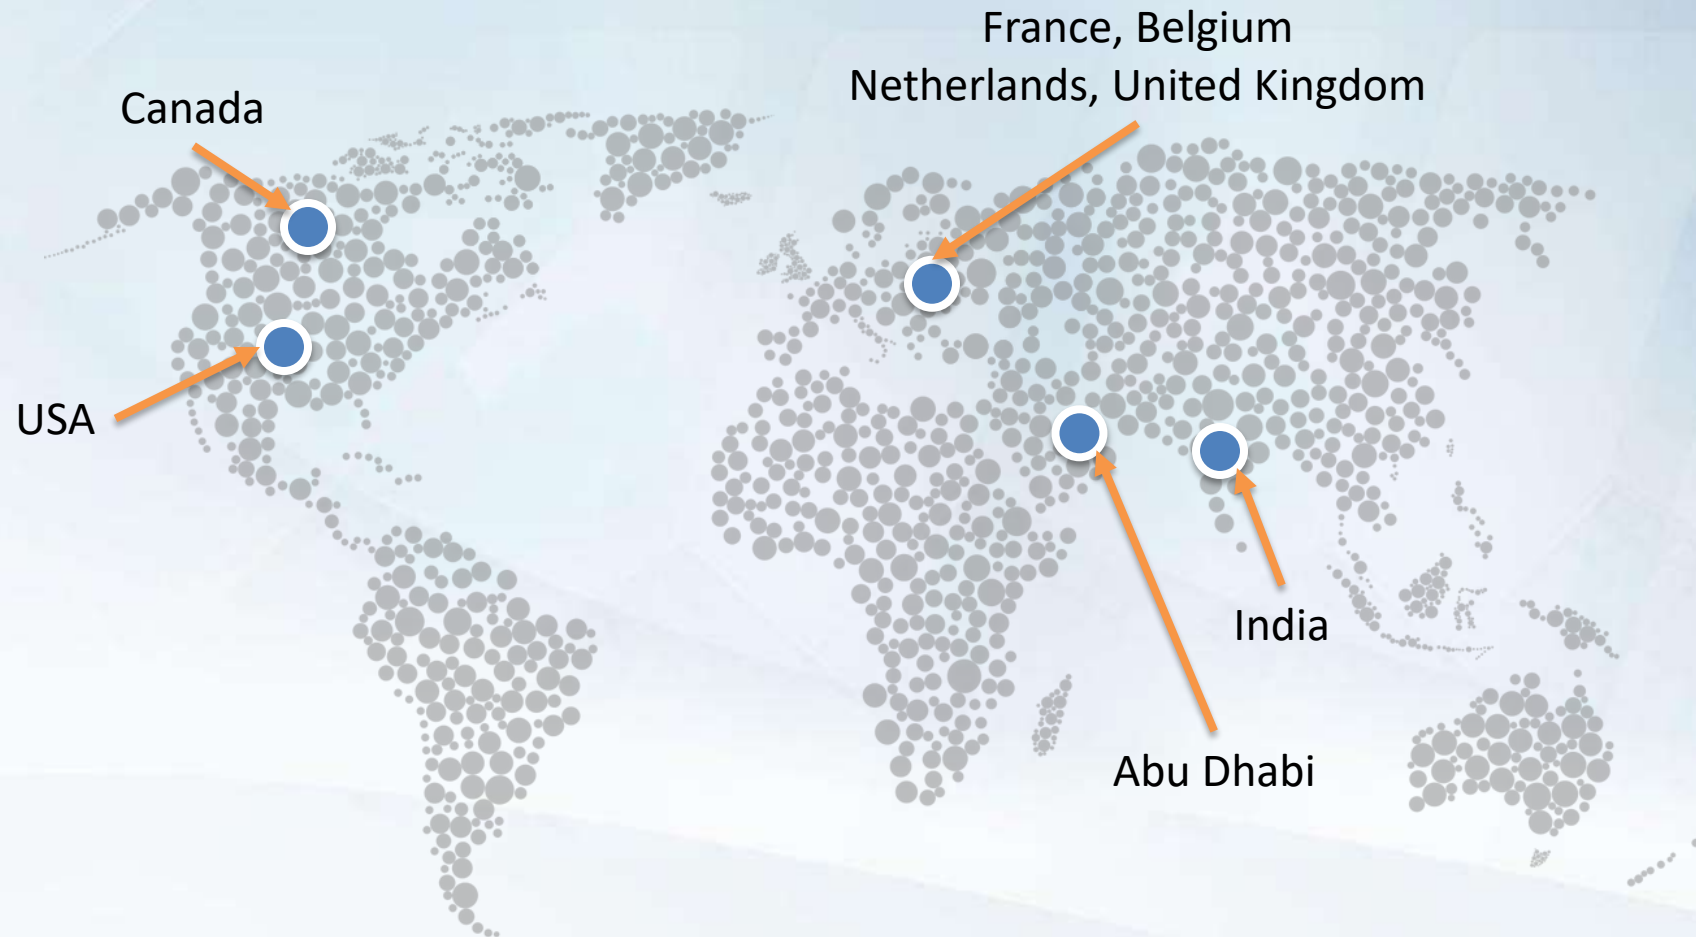 France, Belgium
Netherlands, United Kingdom
Canada
USA
India
Abu Dhabi